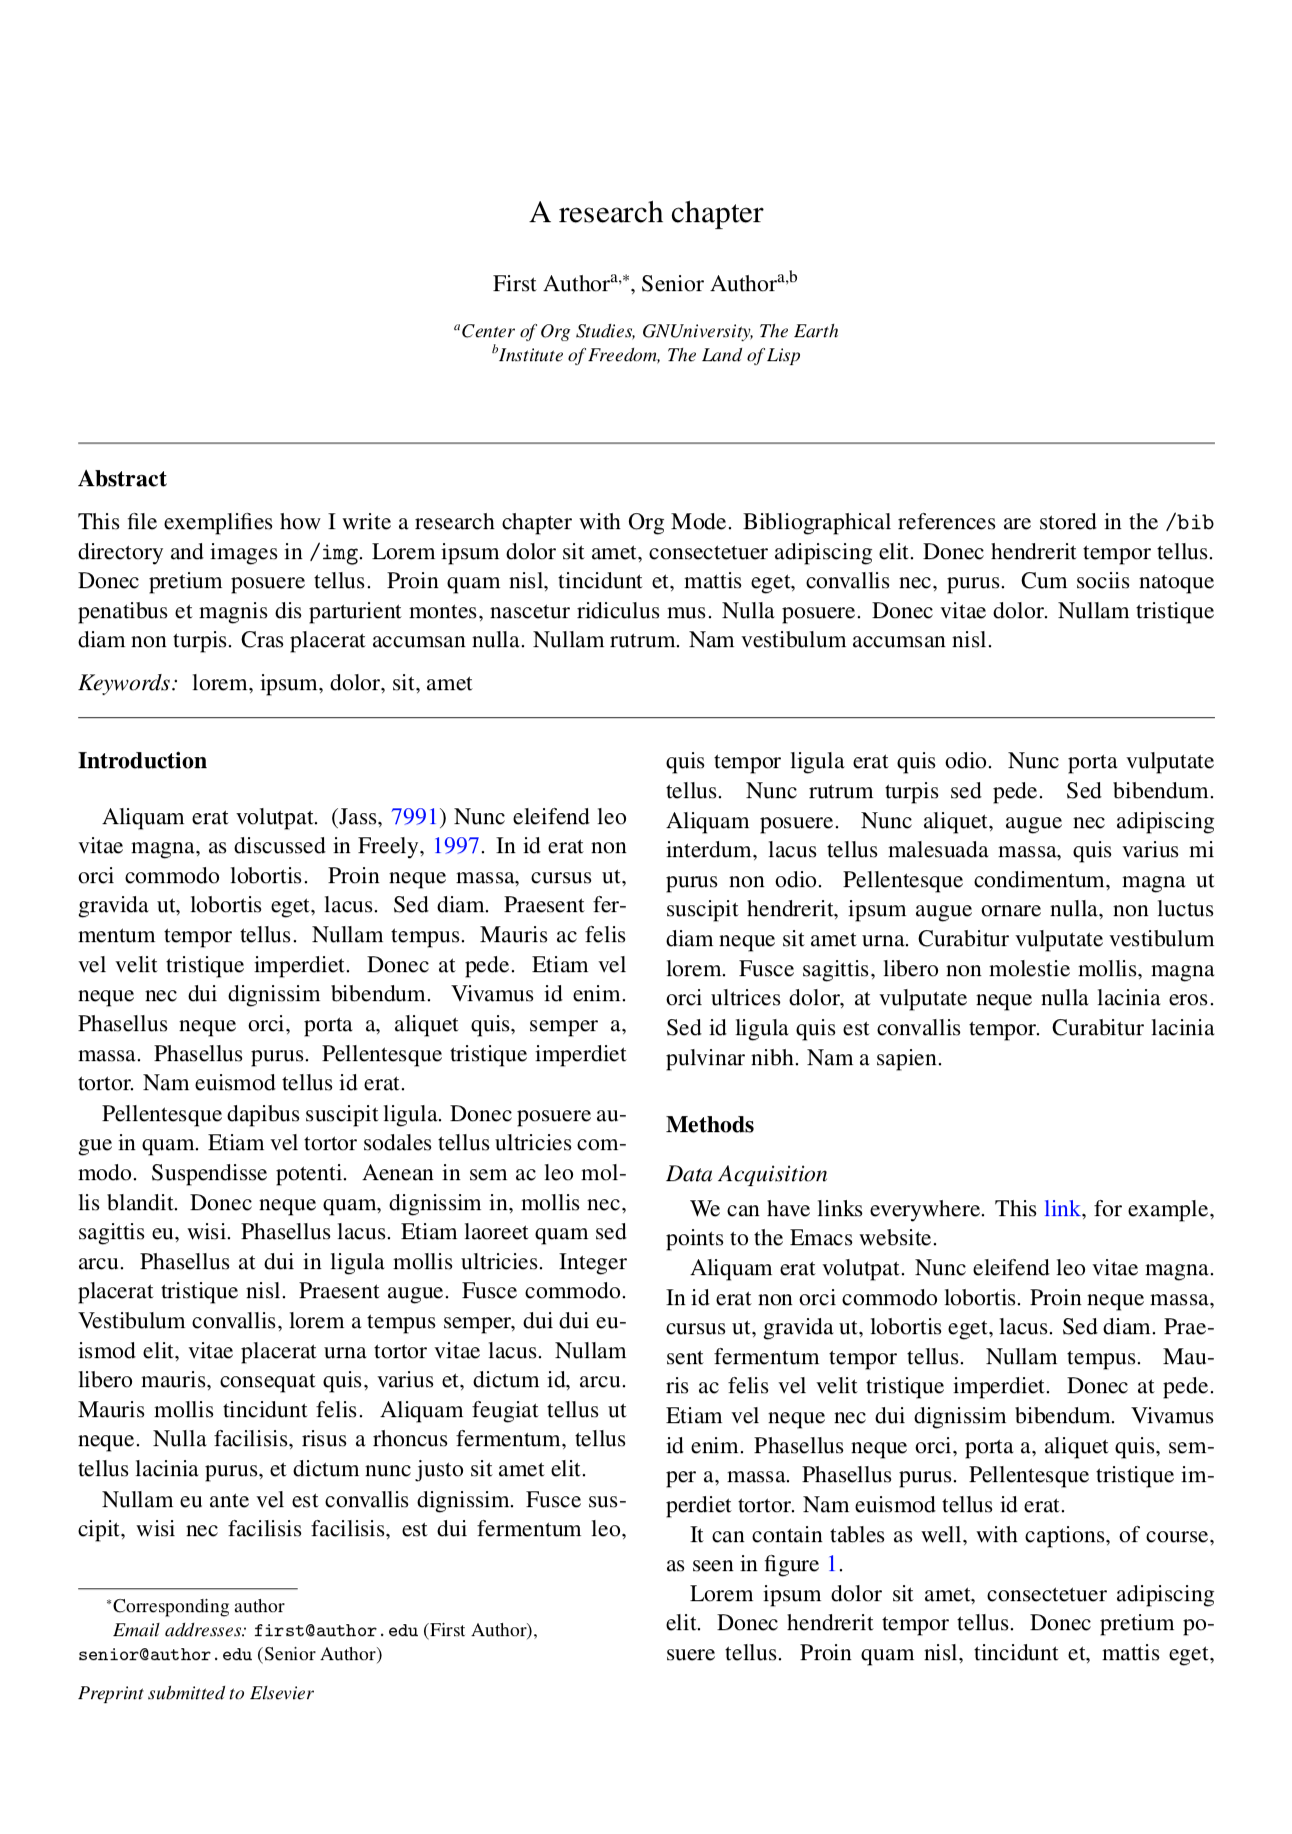 A research chapter
First Authorᵃ,*, Senior Authorᵃ,ᵇ
ᵃCenter of Org Studies, GNUniversity, The Earth
ᵇInstitute of Freedom, The Land of Lisp
Abstract
This file exemplifies how I write a research chapter with Org Mode. Bibliographical references are stored in the /bib
directory and images in /img. Lorem ipsum dolor sit amet, consectetuer adipiscing elit. Donec hendrerit tempor tellus.
Donec pretium posuere tellus. Proin quam nisl, tincidunt et, mattis eget, convallis nec, purus. Cum sociis natoque
penatibus et magnis dis parturient montes, nascetur ridiculus mus. Nulla posuere. Donec vitae dolor. Nullam tristique
diam non turpis. Cras placerat accumsan nulla. Nullam rutrum. Nam vestibulum accumsan nisl.
Keywords: lorem, ipsum, dolor, sit, amet
Introduction
Aliquam erat volutpat. (Jass, 7991) Nunc eleifend leo
vitae magna, as discussed in Freely, 1997. In id erat non
orci commodo lobortis. Proin neque massa, cursus ut,
gravida ut, lobortis eget, lacus. Sed diam. Praesent fer-
mentum tempor tellus. Nullam tempus. Mauris ac felis
vel velit tristique imperdiet. Donec at pede. Etiam vel
neque nec dui dignissim bibendum. Vivamus id enim.
Phasellus neque orci, porta a, aliquet quis, semper a,
massa. Phasellus purus. Pellentesque tristique imperdiet
tortor. Nam euismod tellus id erat.
Pellentesque dapibus suscipit ligula. Donec posuere au-
gue in quam. Etiam vel tortor sodales tellus ultricies com-
modo. Suspendisse potenti. Aenean in sem ac leo mol-
lis blandit. Donec neque quam, dignissim in, mollis nec,
sagittis eu, wisi. Phasellus lacus. Etiam laoreet quam sed
arcu. Phasellus at dui in ligula mollis ultricies. Integer
placerat tristique nisl. Praesent augue. Fusce commodo.
Vestibulum convallis, lorem a tempus semper, dui dui eu-
ismod elit, vitae placerat urna tortor vitae lacus. Nullam
libero mauris, consequat quis, varius et, dictum id, arcu.
Mauris mollis tincidunt felis. Aliquam feugiat tellus ut
neque. Nulla facilisis, risus a rhoncus fermentum, tellus
tellus lacinia purus, et dictum nunc justo sit amet elit.
Nullam eu ante vel est convallis dignissim. Fusce sus-
cipit, wisi nec facilisis facilisis, est dui fermentum leo,
*Corresponding author
Email addresses: first@author.edu (First Author),
senior@author.edu (Senior Author)
Preprint submitted to Elsevier
quis tempor ligula erat quis odio. Nunc porta vulputate
tellus. Nunc rutrum turpis sed pede. Sed bibendum.
Aliquam posuere. Nunc aliquet, augue nec adipiscing
interdum, lacus tellus malesuada massa, quis varius mi
purus non odio. Pellentesque condimentum, magna ut
suscipit hendrerit, ipsum augue ornare nulla, non luctus
diam neque sit amet urna. Curabitur vulputate vestibulum
lorem. Fusce sagittis, libero non molestie mollis, magna
orci ultrices dolor, at vulputate neque nulla lacinia eros.
Sed id ligula quis est convallis tempor. Curabitur lacinia
pulvinar nibh. Nam a sapien.
Methods
Data Acquisition
We can have links everywhere. This link, for example,
points to the Emacs website.
Aliquam erat volutpat. Nunc eleifend leo vitae magna.
In id erat non orci commodo lobortis. Proin neque massa,
cursus ut, gravida ut, lobortis eget, lacus. Sed diam. Prae-
sent fermentum tempor tellus. Nullam tempus. Mau-
ris ac felis vel velit tristique imperdiet. Donec at pede.
Etiam vel neque nec dui dignissim bibendum. Vivamus
id enim. Phasellus neque orci, porta a, aliquet quis, sem-
per a, massa. Phasellus purus. Pellentesque tristique im-
perdiet tortor. Nam euismod tellus id erat.
It can contain tables as well, with captions, of course,
as seen in figure 1.
Lorem ipsum dolor sit amet, consectetuer adipiscing
elit. Donec hendrerit tempor tellus. Donec pretium po-
suere tellus. Proin quam nisl, tincidunt et, mattis eget,